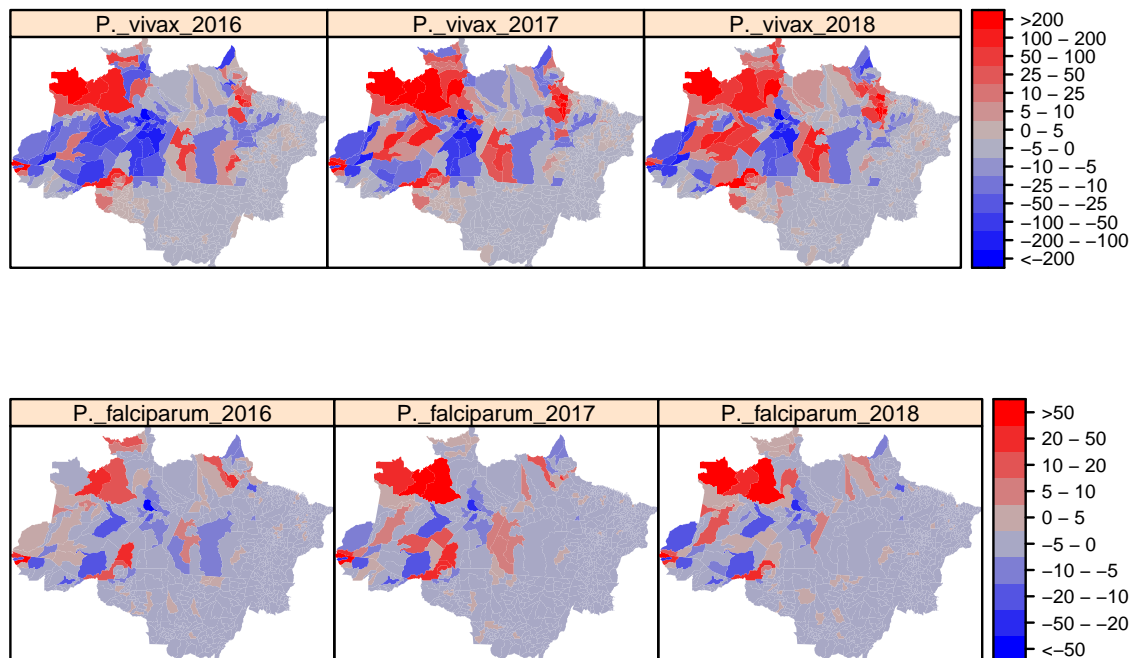 P._vivax_2016
P._vivax_2017
P._vivax_2018
>200
100 − 200
50 − 100
25 − 50
10 − 25
5 − 10
0 − 5
−5 − 0
−10 − −5
−25 − −10
−50 − −25
−100 − −50
−200 − −100
<−200
P._falciparum_2016
P._falciparum_2017
P._falciparum_2018
>50
20 − 50
10 − 20
5 − 10
0 − 5
−5 − 0
−10 − −5
−20 − −10
−50 − −20
<−50